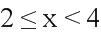 2 ≤ x < 4